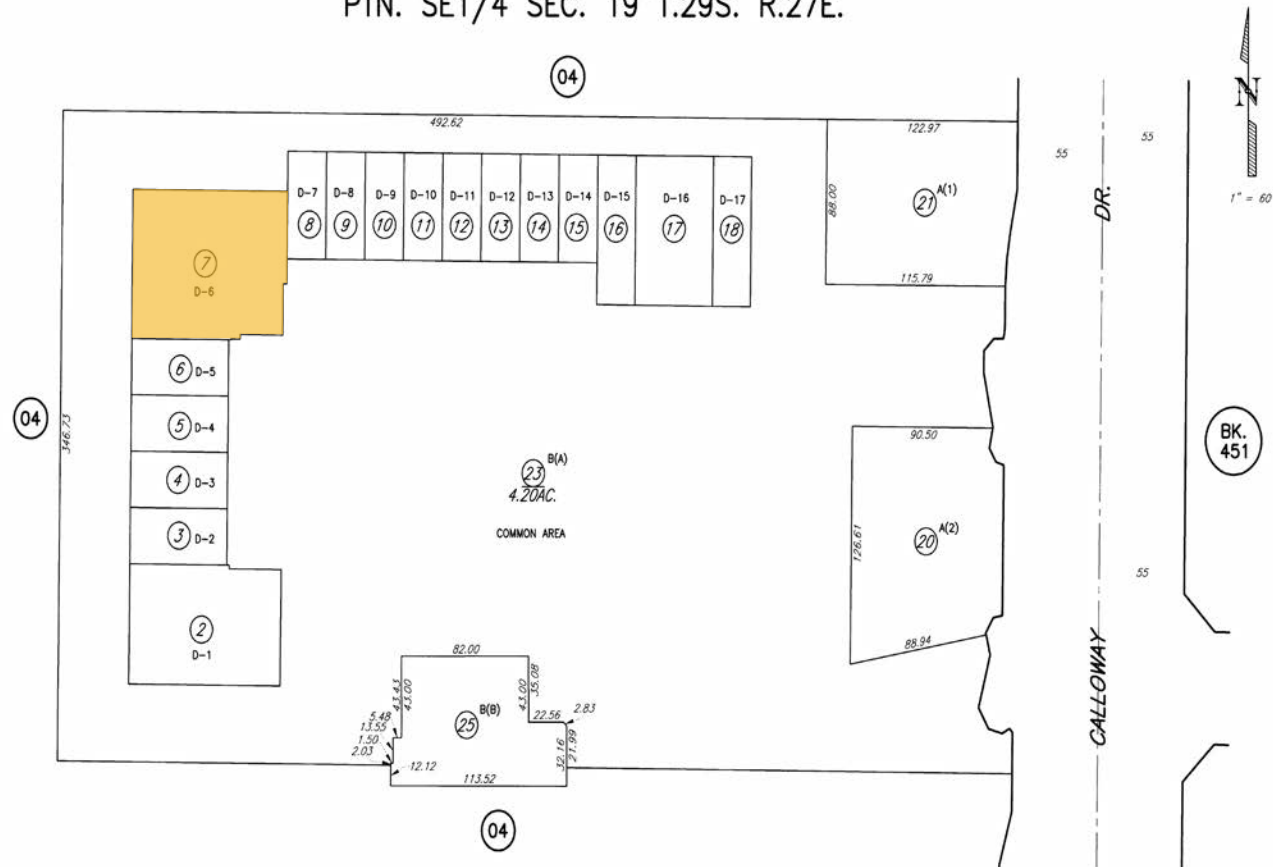 PTN. SE1/4 SEC. 19 T.29S. R.27E.
04
N
1" = 60
492.62
122.97
55
55
DR.
88.00
A(1)
21
115.79
D-7
D-8
D-9
D-10
D-11
D-12
D-13
D-14
D-15
D-16
D-17
8
9
10
11
12
13
14
15
16
17
18
7
D-6
6 D-5
5 D-4
4 D-3
3 D-2
2
D-1
04
346.73
B(A)
23
4.20AC.
COMMON AREA
90.50
126.61
A(2)
20
88.94
BK.
451
55
CALLOWAY
82.00
43.43
43.00
43.00
35.08
B(B)
25
22.56
2.83
5.48
13.55
1.50
2.03
12.12
32.16
21.99
113.52
04